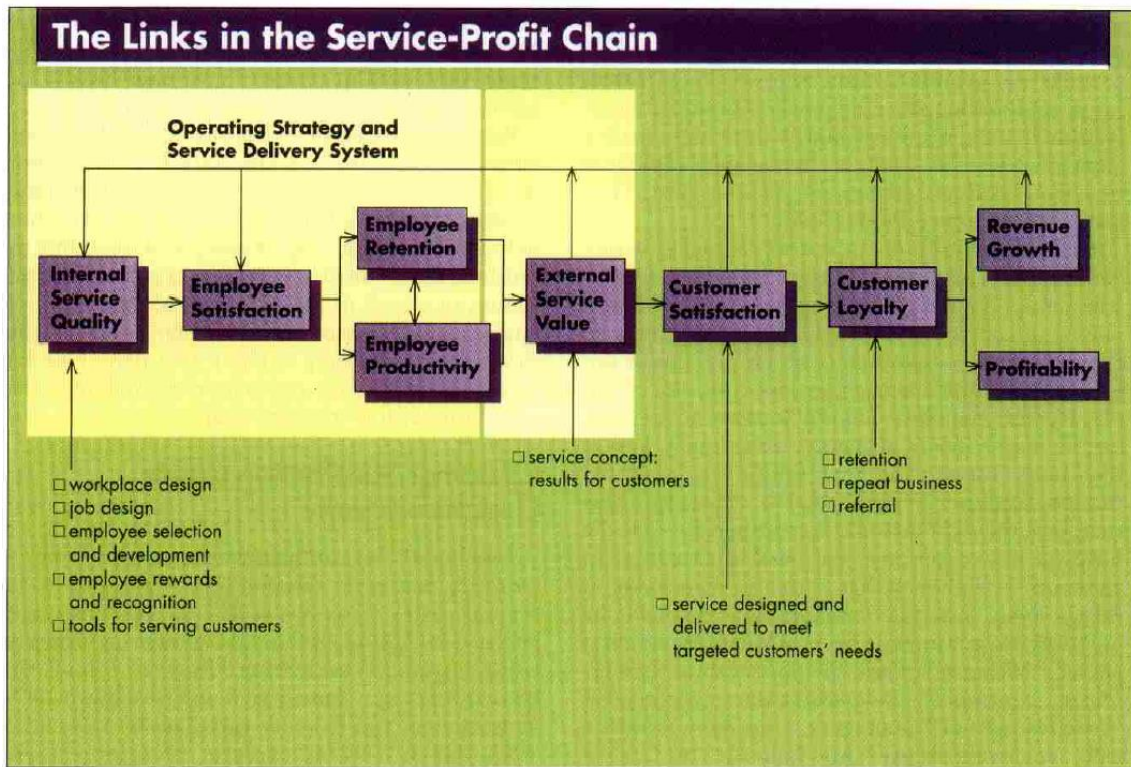 The Links in the Service-Profit Chain
Operating Strategy and
Service Delivery System
Internal
Service
Quality
Employee
Satisfaction
Employee
Retention
Employee
Productivity
External
Service
Value
Customer
Satisfaction
Customer
Loyalty
Revenue
Growth
Profitablity
□ workplace design
□ job design
□ employee selection
and development
□ employee rewards
and recognition
□ tools for serving customers
□ service concept:
results for customers
□ service designed and
delivered to meet
targeted customers' needs
□ retention
□ repeat business
□ referral